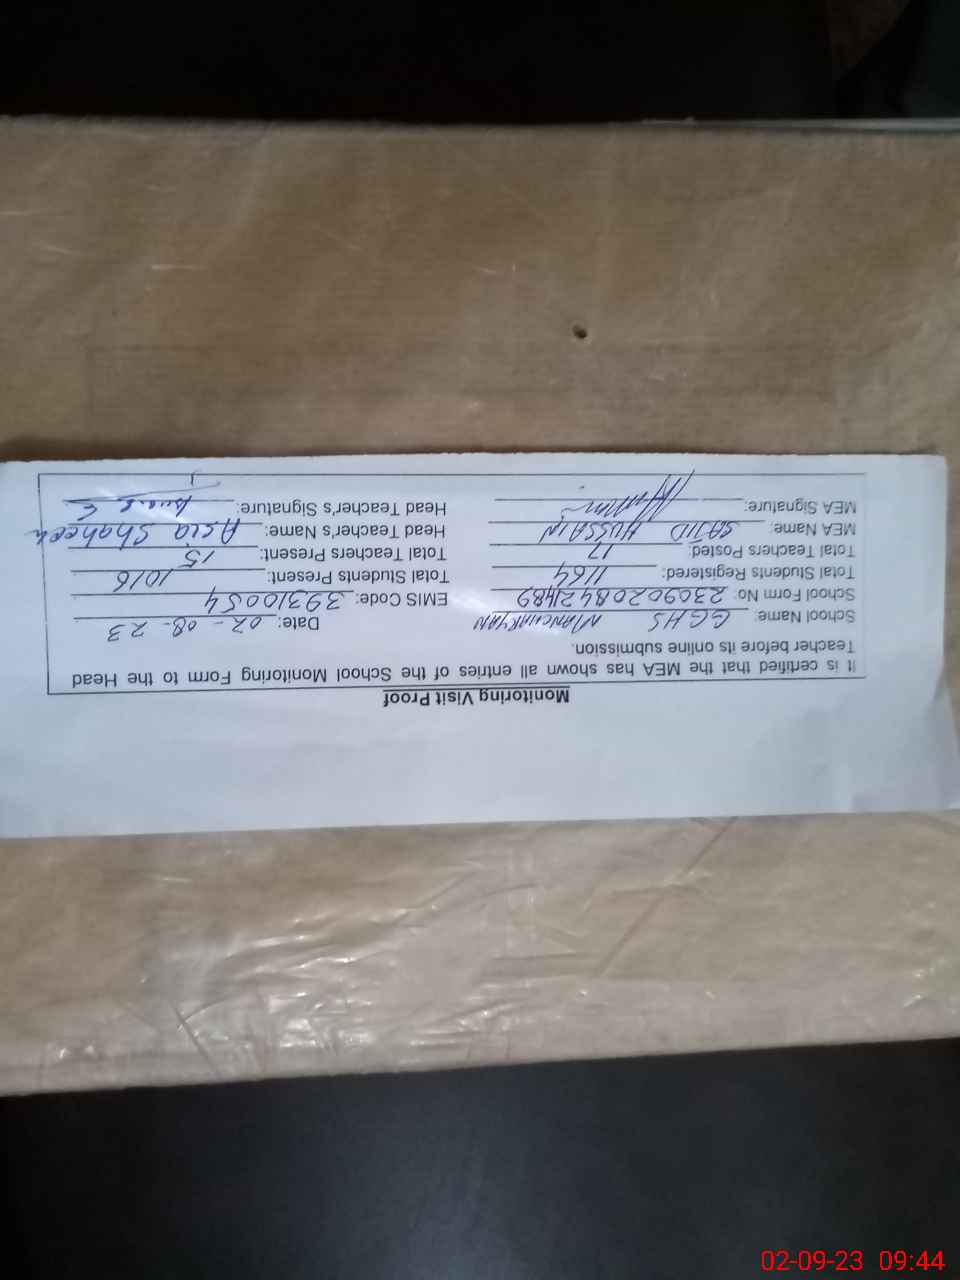 Monitoring Visit Proof
It is certified that the MEA has shown all entries of the School Monitoring Form to the Head
Teacher before its online submission.
School Name: GGHS MANCHARYAN Date: 02-08-23
School Form No: 23090208421489 EMIS Code: 39310054
Total Students Registered: 1164 Total Students Present: 1016
Total Teachers Posted: 17 Total Teachers Present: 15
MEA Name: SAJID HUSSAIN Head Teacher's Name: Asia Shaheen
MEA Signature: Head Teacher's Signature:
02-09-23 09:44